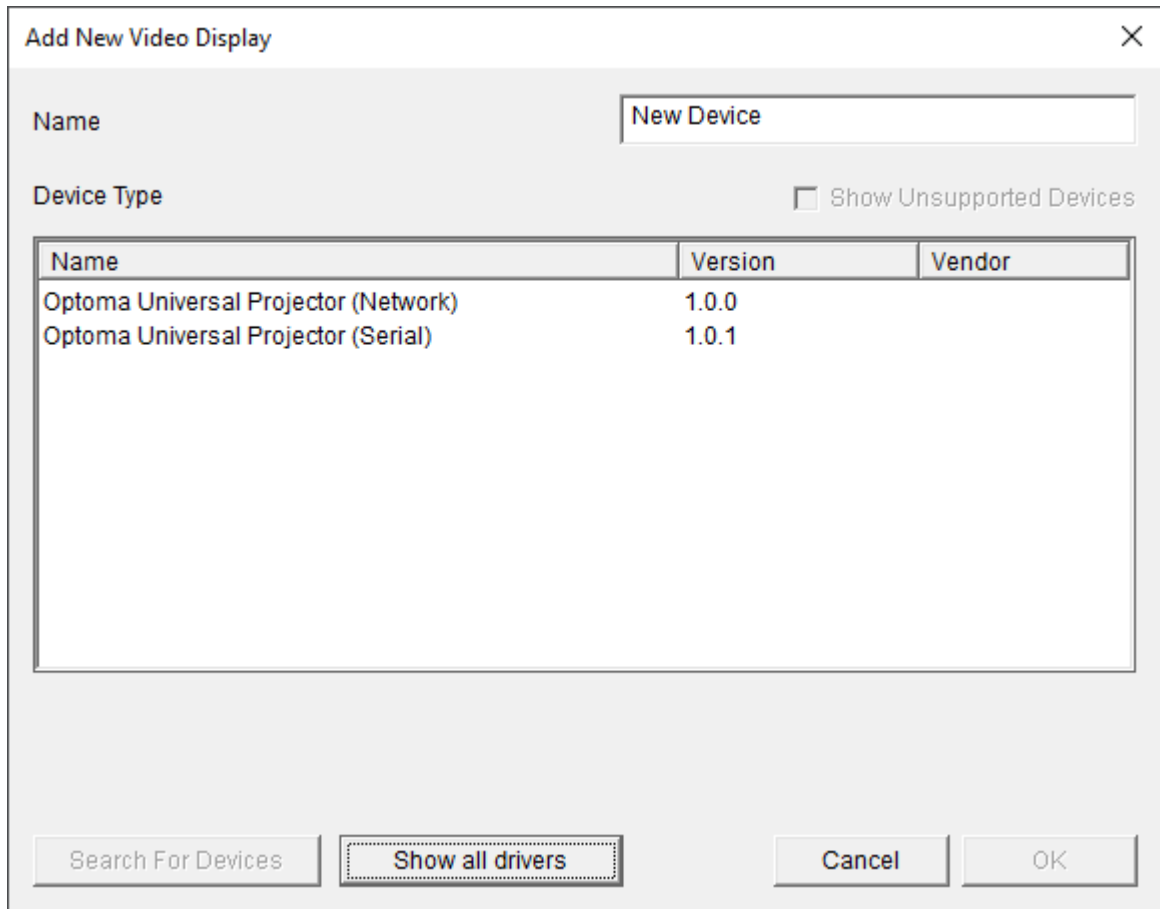 Add New Video Display
Name
New Device
Device Type
Show Unsupported Devices
Name Version Vendor
Optoma Universal Projector (Network) 1.0.0
Optoma Universal Projector (Serial) 1.0.1
Search For Devices Show all drivers Cancel OK